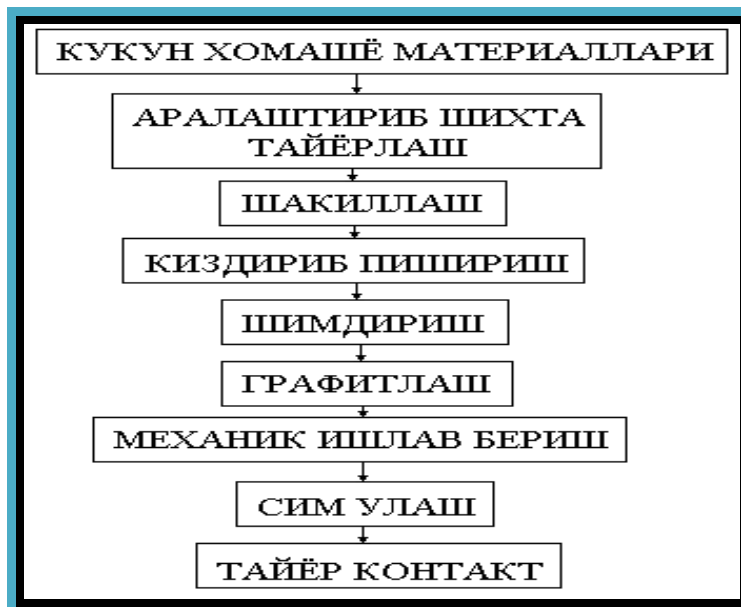 КУКУН ХОМАШЁ МАТЕРИАЛЛАРИ
АРАЛАШТИРИБ ШИХТА
ТАЙЁРЛАШ
ШАКИЛЛАШ
КИЗДИРИБ ПИШИРИШ
ШИМДИРИШ
ГРАФИТЛАШ
МЕХАНИК ИШЛАВ БЕРИШ
СИМ УЛАШ
ТАЙЁР КОНТАКТ